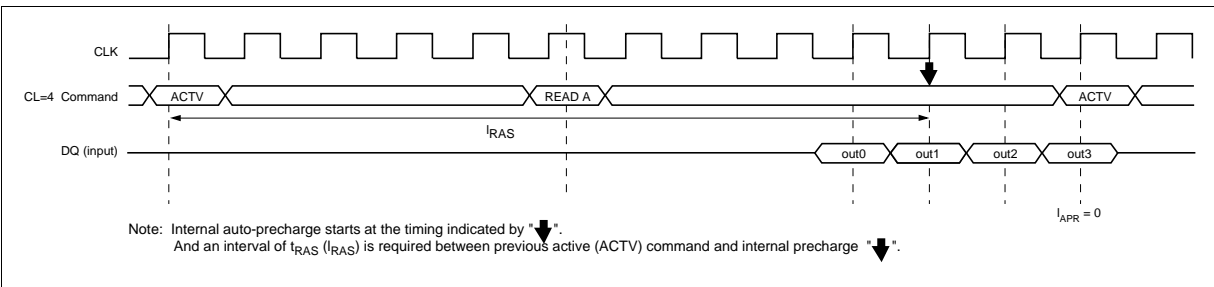 CLK
CL=4 Command ACTV READ A ACTV
lRAS
DQ (input) out0 out1 out2 out3
lAPR = 0
Note: Internal auto-precharge starts at the timing indicated by " ".
And an interval of tRAS (lRAS) is required between previous active (ACTV) command and internal precharge " ".